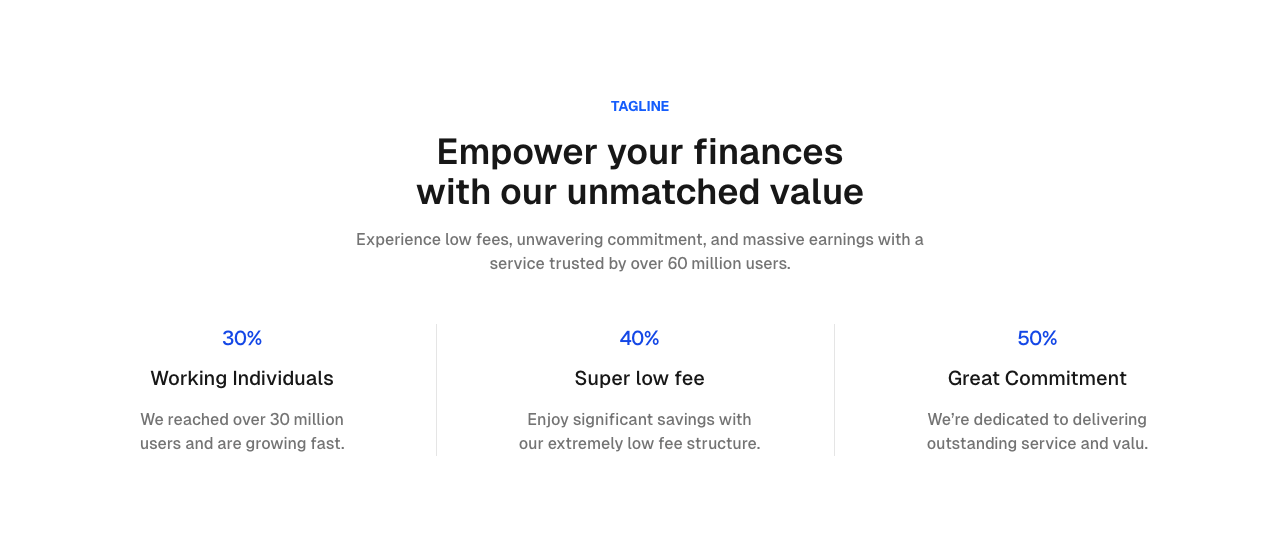 TAGLINE
Empower your finances
with our unmatched value
Experience low fees, unwavering commitment, and massive earnings with a
service trusted by over 60 million users.
30%
Working Individuals
We reached over 30 million
users and are growing fast.
40%
Super low fee
Enjoy significant savings with
our extremely low fee structure.
50%
Great Commitment
We’re dedicated to delivering
outstanding service and valu.